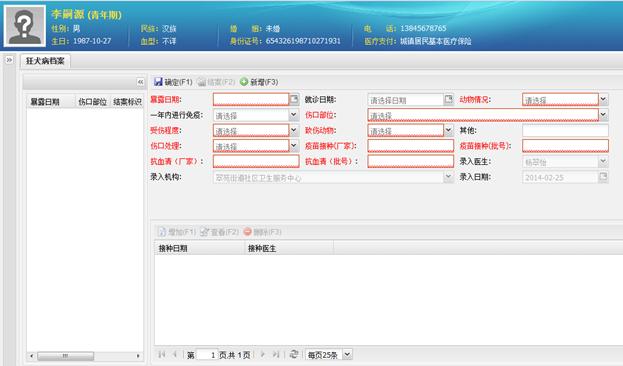 李嗣源 (青年期)
性别: 男 民族: 汉族 婚 姻: 未婚 电 话: 13845678765
生日: 1987-10-27 血型: 不详 身份证号: 654326198710271931 医疗支付: 城镇居民基本医疗保险
狂犬病档案
确定(F1) 结案(F2) 新增(F3)
暴露日期 伤口部位 结案标识
暴露日期: 就诊日期: 请选择日期 动物情况: 请选择
一年内进行免疫: 请选择 伤口部位: 请选择
受伤程度: 请选择 致伤动物: 请选择 其他:
伤口处理: 请选择 疫苗接种(厂家): 疫苗接种(批号):
抗血清（厂家）: 抗血清（批号）: 录入医生: 杨翠怡
录入机构: 翠苑街道社区卫生服务中心 录入日期: 2014-02-25
增加(F1) 查看(F2) 删除(F3)
接种日期 接种医生
第 1 页,共 1 页 每页25条